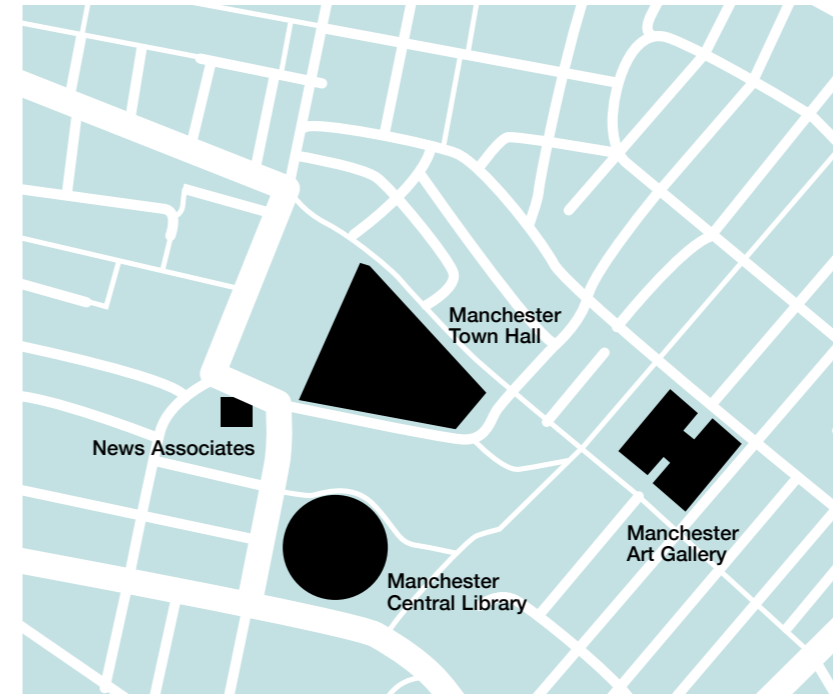 Manchester
Town Hall
News Associates
Manchester
Art Gallery
Manchester
Central Library